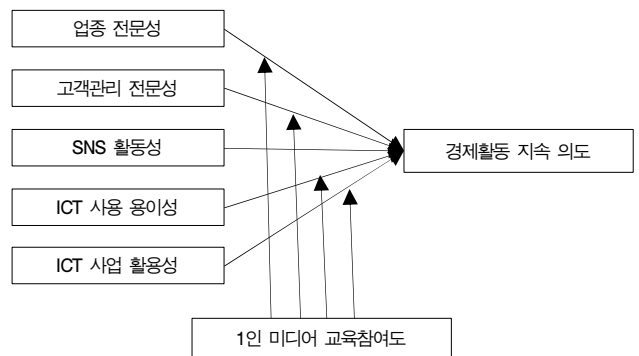 업종 전문성
고객관리 전문성
SNS 활동성
ICT 사용 용이성
ICT 사업 활용성
경제활동 지속 의도
1인 미디어 교육참여도